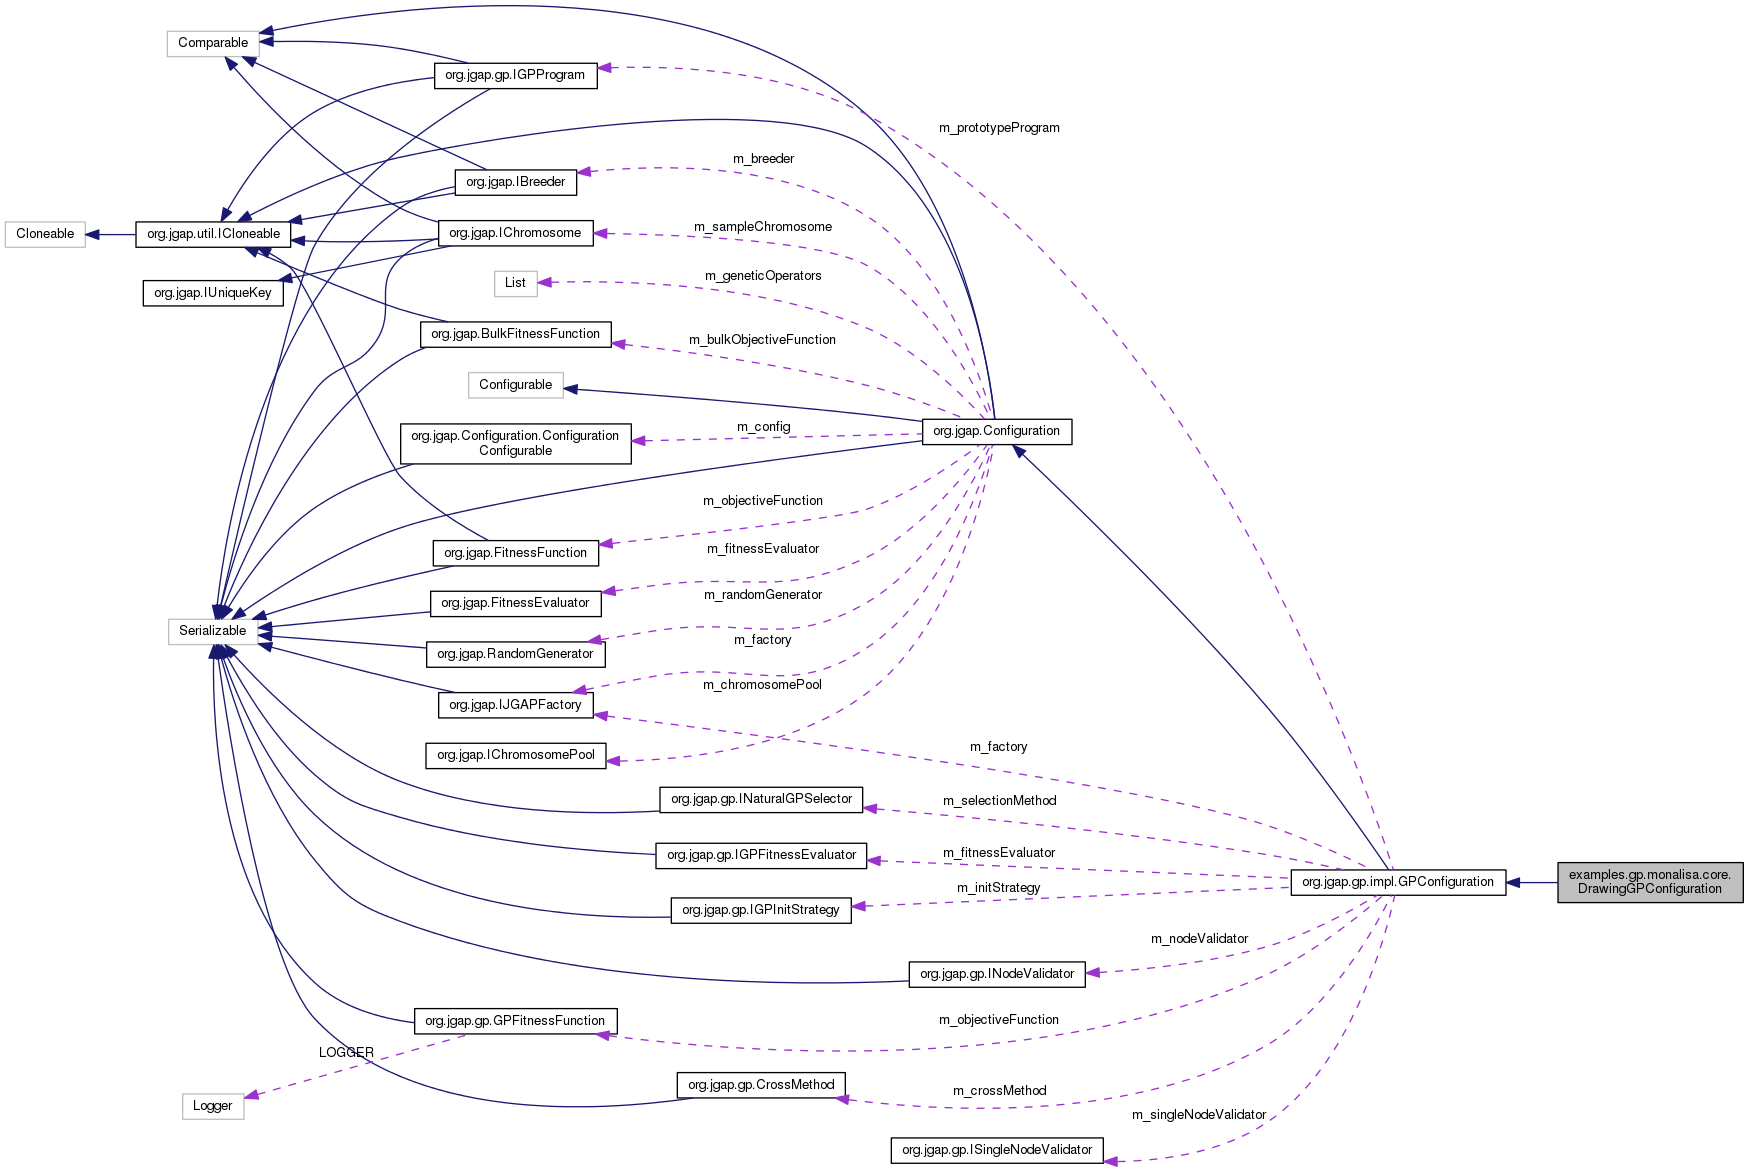 Comparable
org.jgap.gp.IGPProgram
m_prototypeProgram
m_breeder
org.jgap.IBreeder
m_sampleChromosome
Cloneable
org.jgap.util.ICloneable
org.jgap.IChromosome
m_geneticOperators
List
org.jgap.IUniqueKey
org.jgap.BulkFitnessFunction
m_bulkObjectiveFunction
Configurable
org.jgap.Configuration.Configuration
Configurable
m_config
org.jgap.Configuration
m_objectiveFunction
org.jgap.FitnessFunction
m_fitnessEvaluator
org.jgap.FitnessEvaluator
m_randomGenerator
Serializable
org.jgap.RandomGenerator
m_factory
m_chromosomePool
org.jgap.IJGAPFactory
org.jgap.IChromosomePool
m_factory
org.jgap.gp.INaturalGPSelector
m_selectionMethod
org.jgap.gp.IGPFitnessEvaluator
m_fitnessEvaluator
org.jgap.gp.impl.GPConfiguration
examples.gp.monalisa.core.
DrawingGPConfiguration
m_initStrategy
org.jgap.gp.IGPInitStrategy
m_nodeValidator
org.jgap.gp.INodeValidator
org.jgap.gp.GPFitnessFunction
m_objectiveFunction
LOGGER
Logger
org.jgap.gp.CrossMethod
m_crossMethod
m_singleNodeValidator
org.jgap.gp.ISingleNodeValidator